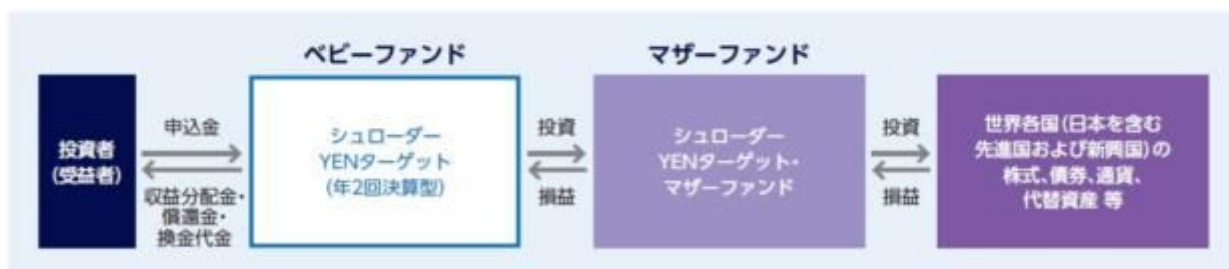 ベビーファンド
マザーファンド
投資者
(受益者)
申込金
収益分配金・
償還金・
換金代金
シュローダー
YENターゲット
(年2回決算型)
投資
損益
シュローダー
YENターゲット・
マザーファンド
投資
損益
世界各国(日本を含む
先進国および新興国)の
株式、債券、通貨、
代替資産 等